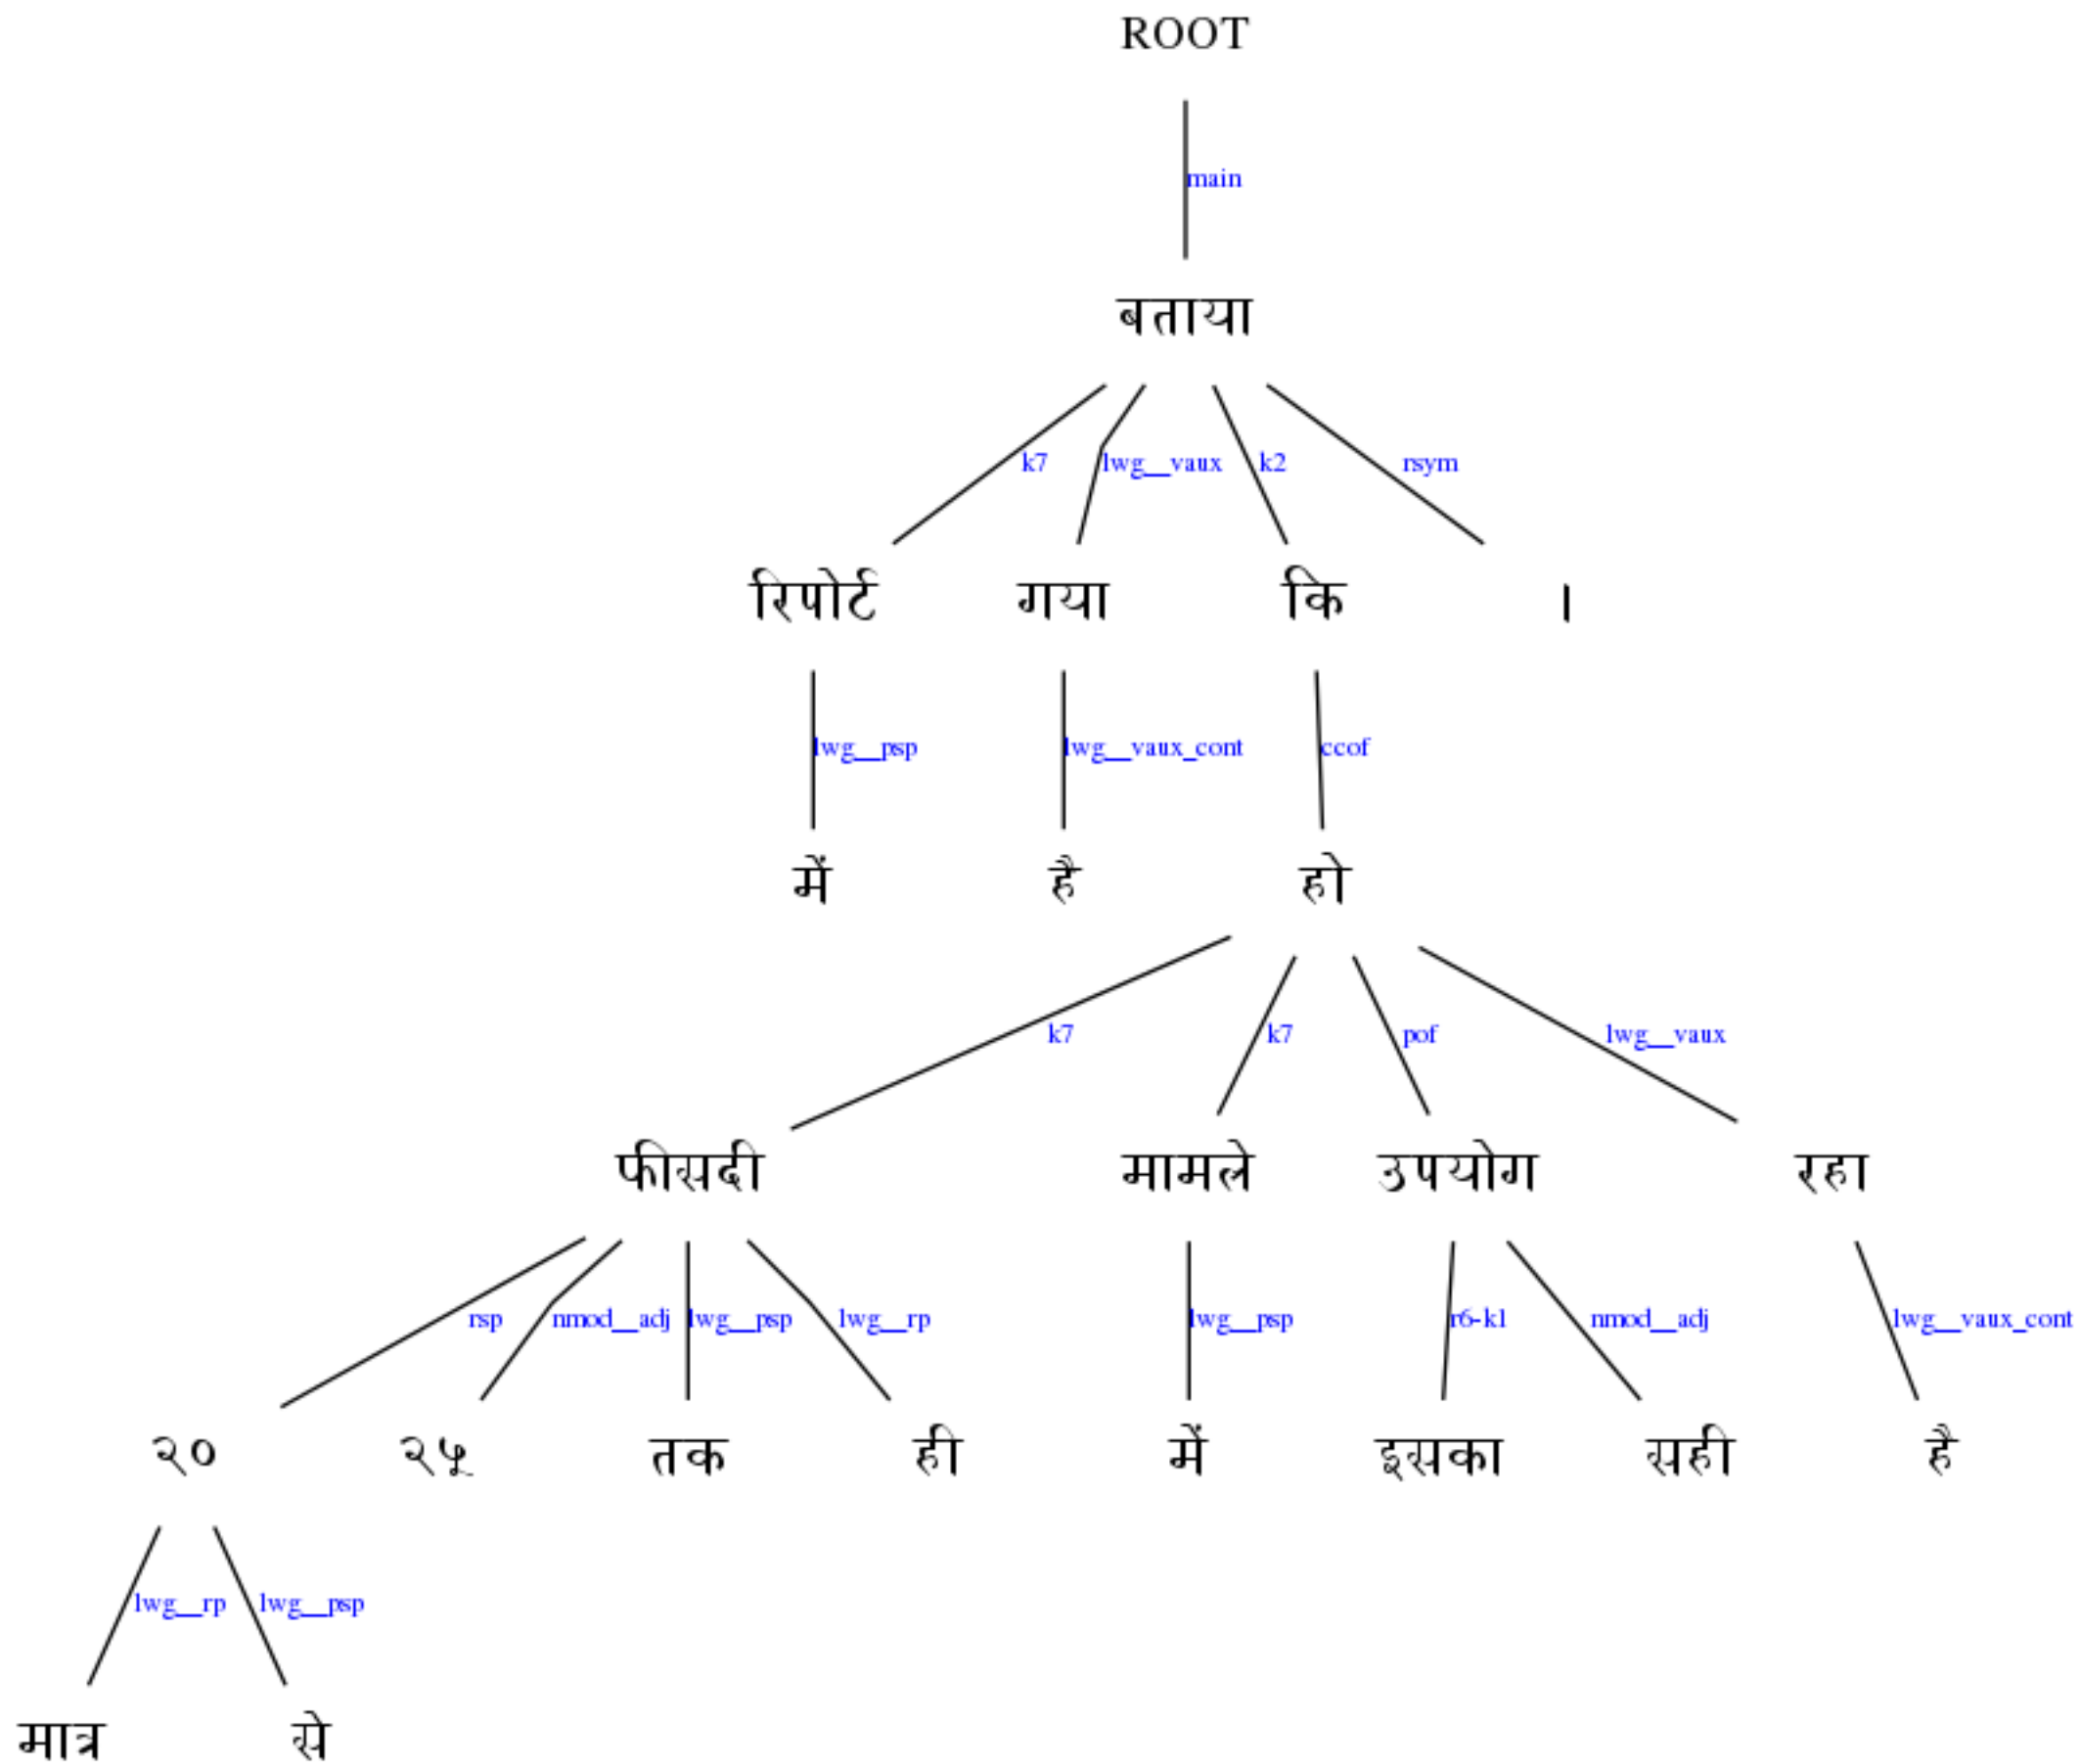 ROOT
main
बताया
k7 lwg__vaux k2 rsym
रिपोर्ट गया कि ।
lwg__psp lwg__vaux_cont ccof
में है हो
k7 k7 pof lwg__vaux
फीसदी मामले उपयोग रहा
rsp nmod__adj lwg__psp lwg__rp lwg__psp r6-k1 nmod__adj lwg__vaux_cont
२० २५ तक ही में इसका सही है
lwg__rp lwg__psp
मात्र से